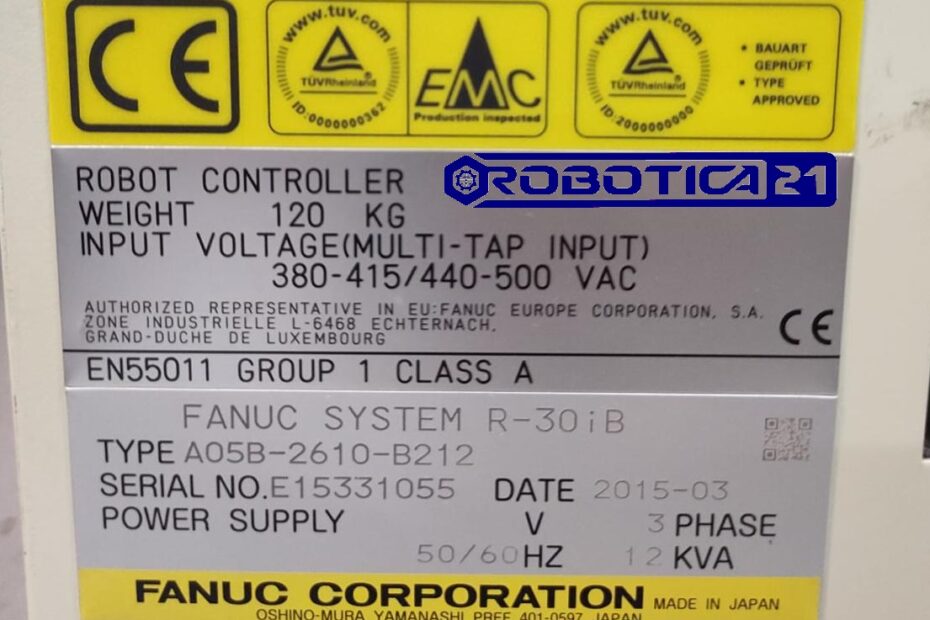 CE
www.tuv.com
TÜVRheinland
ID:0000000362
EMC
Production inspected
www.tuv.com
TÜVRheinland
ID:2000000000
• BAUART
GEPRÜFT
• TYPE
APPROVED
ROBOTICA 21
ROBOT CONTROLLER
WEIGHT 120 KG
INPUT VOLTAGE(MULTI-TAP INPUT)
380-415/440-500 VAC
AUTHORIZED REPRESENTATIVE IN EU:FANUC EUROPE CORPORATION, S.A.
ZONE INDUSTRIELLE L-6468 ECHTERNACH,
GRAND-DUCHE DE LUXEMBOURG
CE
EN55011 GROUP 1 CLASS A
FANUC SYSTEM R-30iB
TYPE A05B-2610-B212
SERIAL NO.E15331055 DATE 2015-03
POWER SUPPLY V 3 PHASE
50/60HZ 12 KVA
FANUC CORPORATION MADE IN JAPAN
OSHINO-MURA YAMANASHI PREF. 401-0597 JAPAN